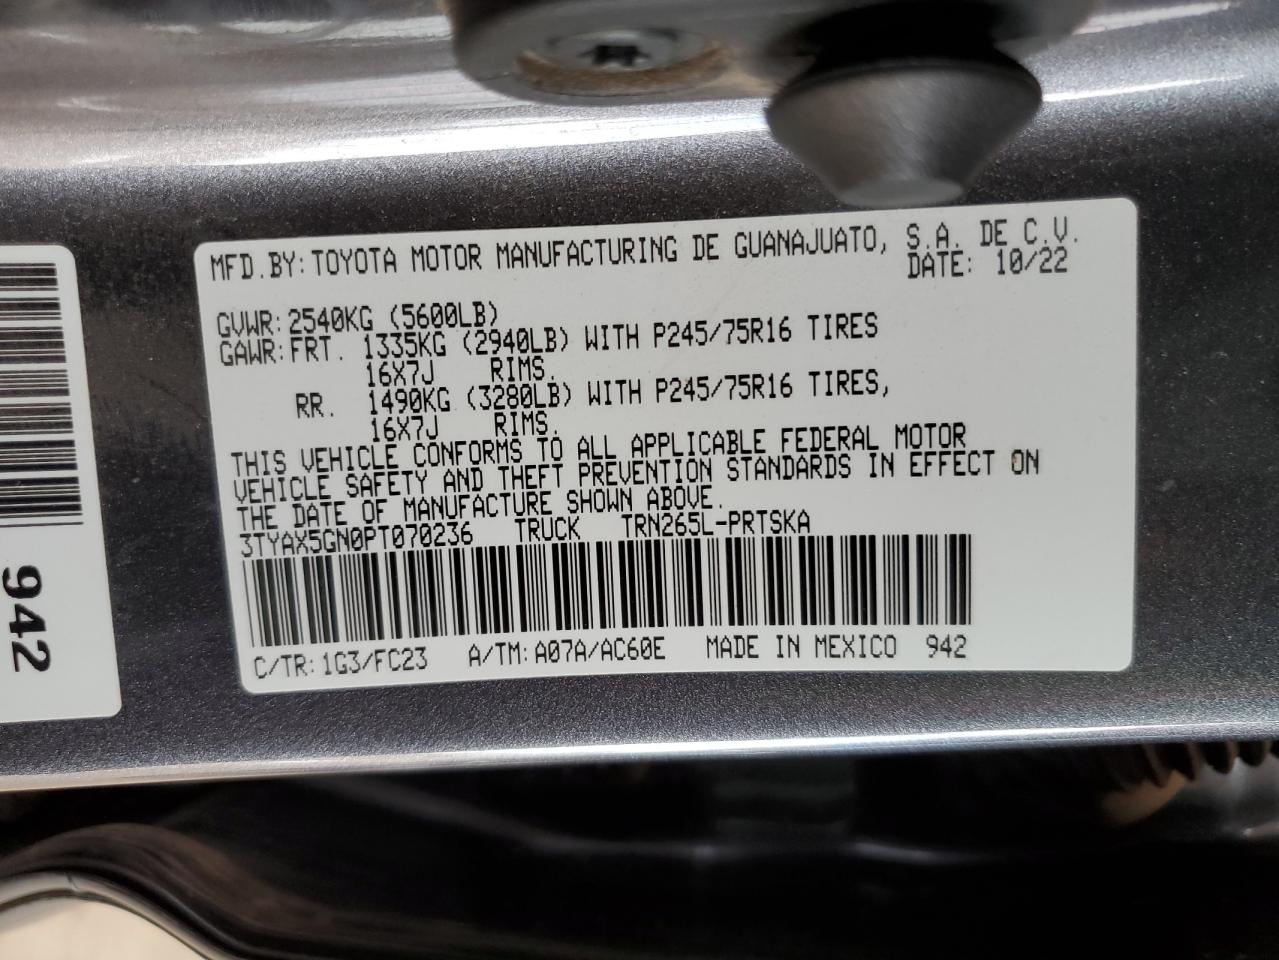 MFD.BY:TOYOTA MOTOR MANUFACTURING DE GUANAJUATO, S.A. DE C.V.
DATE: 10/22
GVWR:2540KG (5600LB)
GAWR:FRT. 1335KG (2940LB) WITH P245/75R16 TIRES
16X7J RIMS.
RR. 1490KG (3280LB) WITH P245/75R16 TIRES,
16X7J RIMS.
THIS VEHICLE CONFORMS TO ALL APPLICABLE FEDERAL MOTOR
VEHICLE SAFETY AND THEFT PREVENTION STANDARDS IN EFFECT ON
THE DATE OF MANUFACTURE SHOWN ABOVE.
3TYAX5GN0PT070236 TRUCK TRN265L-PRTSKA
C/TR:1G3/FC23 A/TM:A07A/AC60E MADE IN MEXICO 942
942